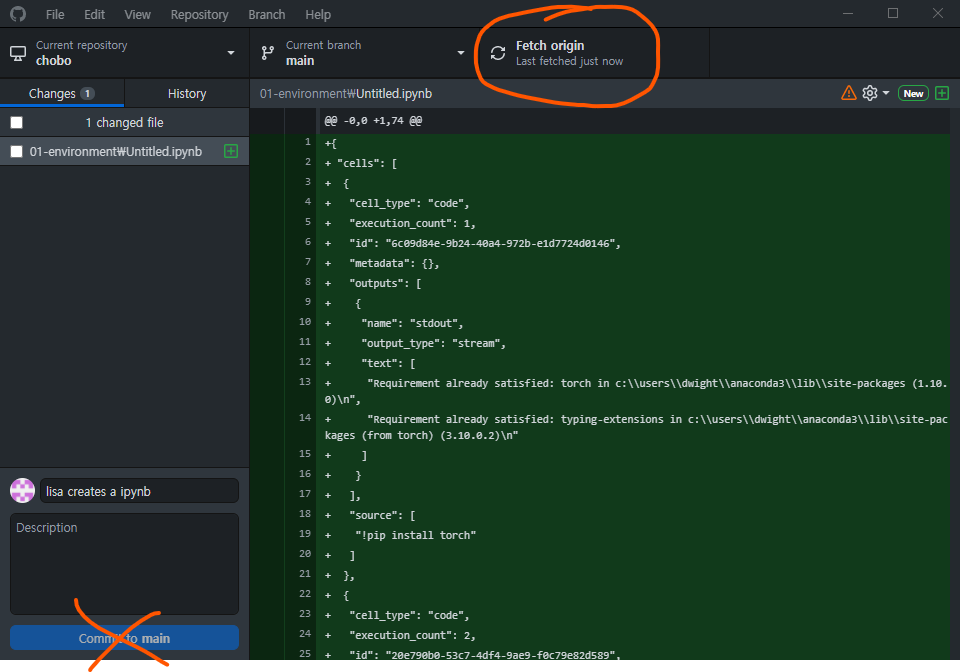 File Edit View Repository Branch Help
Current repository
chobo
Current branch
main
Fetch origin
Last fetched just now
Changes 1
History
1 changed file
01-environment₩Untitled.ipynb
01-environment₩Untitled.ipynb
New
@@ -0,0 +1,74 @@
1 +{
2 + "cells": [
3 + {
4 + "cell_type": "code",
5 + "execution_count": 1,
6 + "id": "6c09d84e-9b24-40a4-972b-e1d7724d0146",
7 + "metadata": {},
8 + "outputs": [
9 + {
10 + "name": "stdout",
11 + "output_type": "stream",
12 + "text": [
13 + "Requirement already satisfied: torch in c:\\users\\dwight\\anaconda3\\lib\\site-packages (1.10.
0)\n",
14 + "Requirement already satisfied: typing-extensions in c:\\users\\dwight\\anaconda3\\lib\\site-pac
kages (from torch) (3.10.0.2)\n"
15 + ]
16 + }
17 + ],
18 + "source": [
19 + "!pip install torch"
20 + ]
21 + },
22 + {
23 + "cell_type": "code",
24 + "execution_count": 2,
25 + "id": "20e790b0-53c7-4df4-9ae9-f0c79e82d589",
lisa creates a ipynb
Description
Commit to main